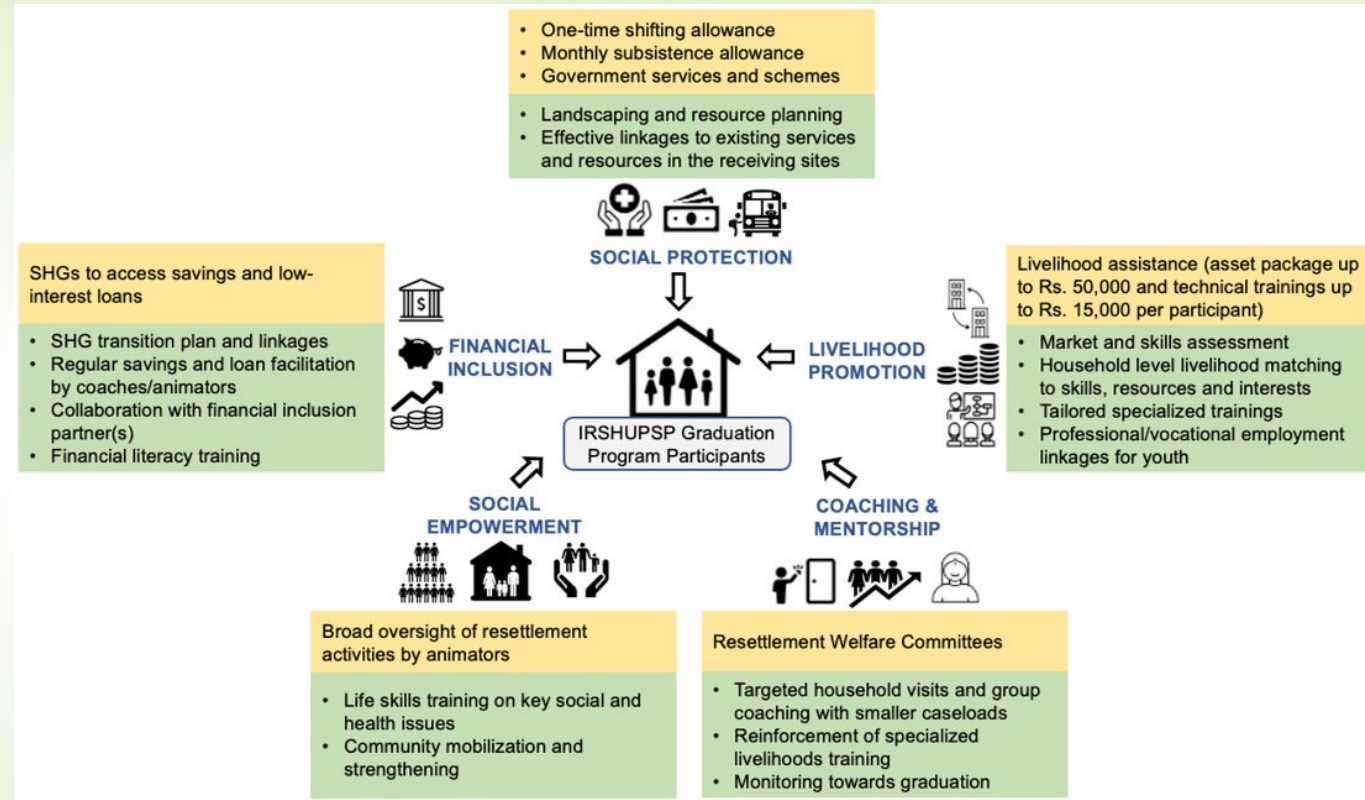 • One-time shifting allowance
• Monthly subsistence allowance
• Government services and schemes
• Landscaping and resource planning
• Effective linkages to existing services
and resources in the receiving sites
SOCIAL PROTECTION
SHGs to access savings and low-
interest loans
• SHG transition plan and linkages
• Regular savings and loan facilitation
by coaches/animators
• Collaboration with financial inclusion
partner(s)
• Financial literacy training
$
FINANCIAL
INCLUSION
LIVELIHOOD
PROMOTION
Livelihood assistance (asset package up
to Rs. 50,000 and technical trainings up
to Rs. 15,000 per participant)
• Market and skills assessment
• Household level livelihood matching
to skills, resources and interests
• Tailored specialized trainings
• Professional/vocational employment
linkages for youth
IRSHUPSP Graduation
Program Participants
SOCIAL
EMPOWERMENT
Broad oversight of resettlement
activities by animators
• Life skills training on key social and
health issues
• Community mobilization and
strengthening
COACHING &
MENTORSHIP
Resettlement Welfare Committees
• Targeted household visits and group
coaching with smaller caseloads
• Reinforcement of specialized
livelihoods training
• Monitoring towards graduation